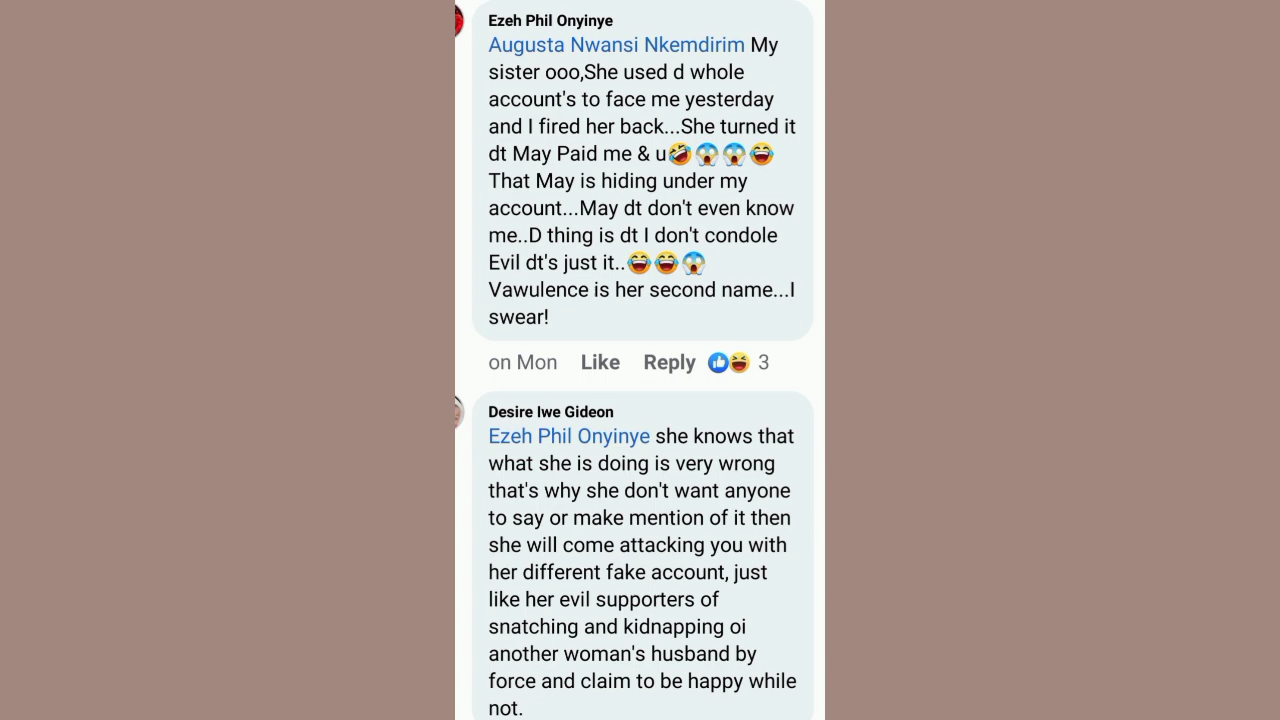 Ezeh Phil Onyinye
Augusta Nwansi Nkemdirim My
sister ooo,She used d whole
account's to face me yesterday
and I fired her back...She turned it
dt May Paid me & u🤣😱😱😂
That May is hiding under my
account...May dt don't even know
me..D thing is dt I don't condole
Evil dt's just it..😂😂😱
Vawulence is her second name...I
swear!
on Mon Like Reply 3
Desire Iwe Gideon
Ezeh Phil Onyinye she knows that
what she is doing is very wrong
that's why she don't want anyone
to say or make mention of it then
she will come attacking you with
her different fake account, just
like her evil supporters of
snatching and kidnapping oi
another woman's husband by
force and claim to be happy while
not.